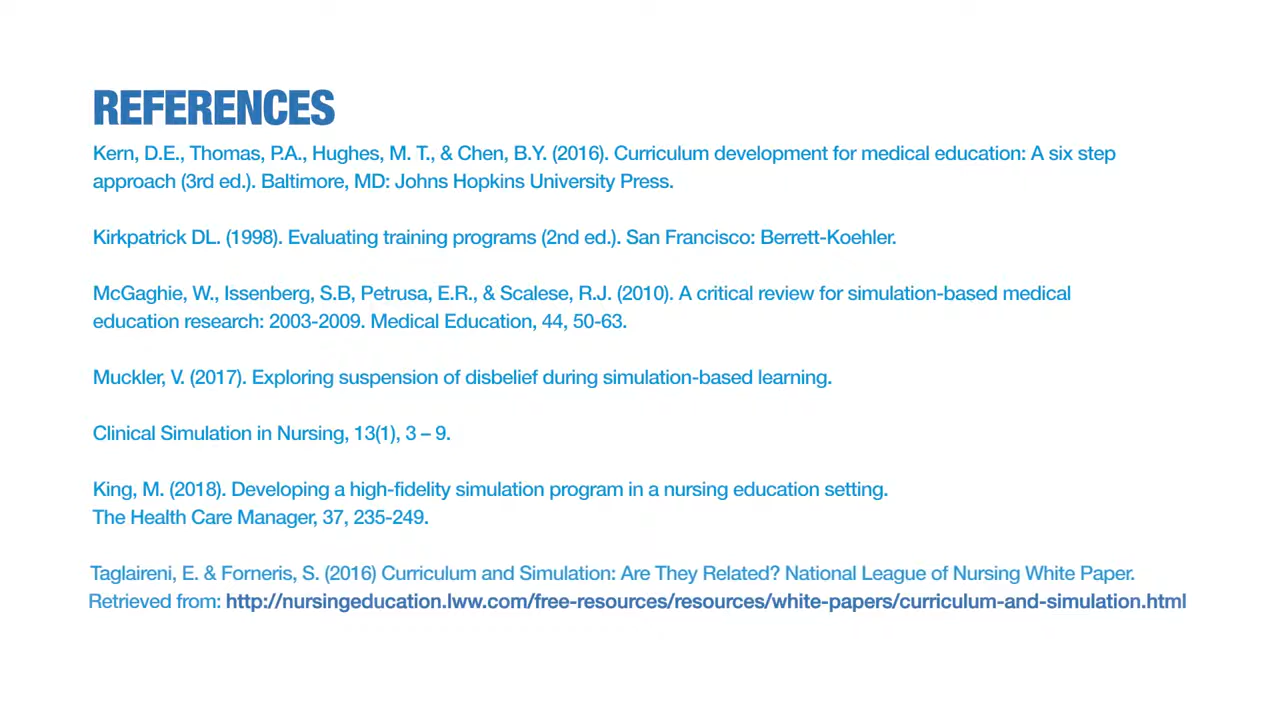 REFERENCES
Kern, D.E., Thomas, P.A., Hughes, M. T., & Chen, B.Y. (2016). Curriculum development for medical education: A six step
approach (3rd ed.). Baltimore, MD: Johns Hopkins University Press.
Kirkpatrick DL. (1998). Evaluating training programs (2nd ed.). San Francisco: Berrett-Koehler.
McGaghie, W., Issenberg, S.B, Petrusa, E.R., & Scalese, R.J. (2010). A critical review for simulation-based medical
education research: 2003-2009. Medical Education, 44, 50-63.
Muckler, V. (2017). Exploring suspension of disbelief during simulation-based learning.
Clinical Simulation in Nursing, 13(1), 3 – 9.
King, M. (2018). Developing a high-fidelity simulation program in a nursing education setting.
The Health Care Manager, 37, 235-249.
Taglaireni, E. & Forneris, S. (2016) Curriculum and Simulation: Are They Related? National League of Nursing White Paper.
Retrieved from: http://nursingeducation.lww.com/free-resources/resources/white-papers/curriculum-and-simulation.html